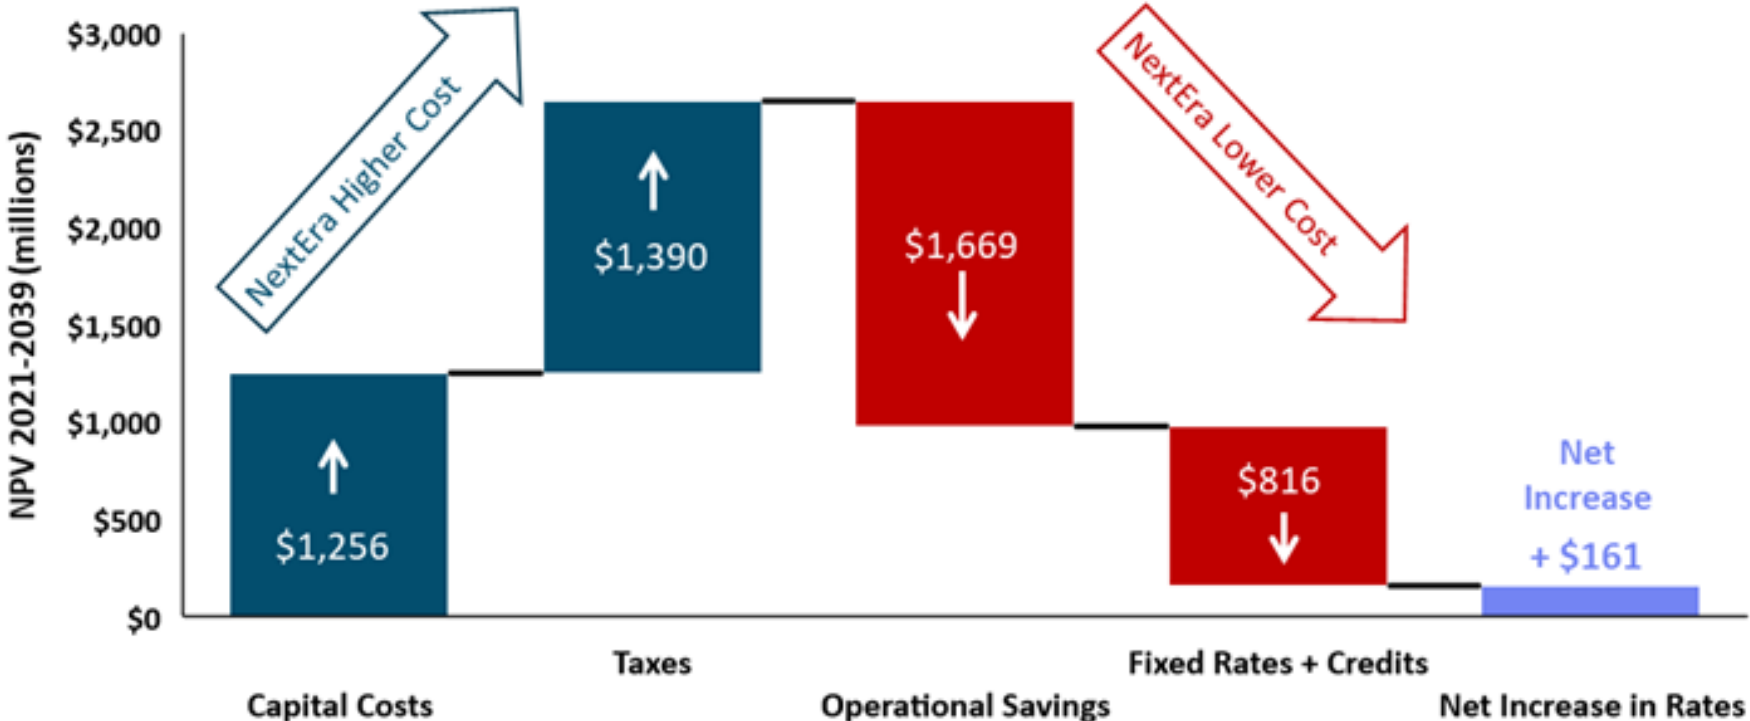 NPV 2021-2039 (millions)
$3,000
$2,500
$2,000
$1,500
$1,000
$500
$0
NextEra Higher Cost
NextEra Lower Cost
$1,256
$1,390
$1,669
$816
Net
Increase
+ $161
Capital Costs
Taxes
Operational Savings
Fixed Rates + Credits
Net Increase in Rates